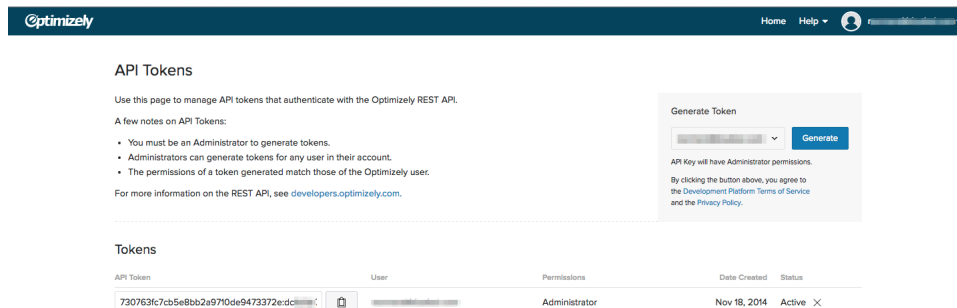 Optimizely
Home Help
API Tokens
Use this page to manage API tokens that authenticate with the Optimizely REST API.
A few notes on API Tokens:
• You must be an Administrator to generate tokens.
• Administrators can generate tokens for any user in their account.
• The permissions of a token generated match those of the Optimizely user.
For more information on the REST API, see developers.optimizely.com.
Generate Token
Generate
API Key will have Administrator permissions.
By clicking the button above, you agree to
the Development Platform Terms of Service
and the Privacy Policy.
Tokens
API Token User Permissions Date Created Status
730763fc7cb5e8bb2a9710de9473372e:dc Administrator Nov 18, 2014 Active